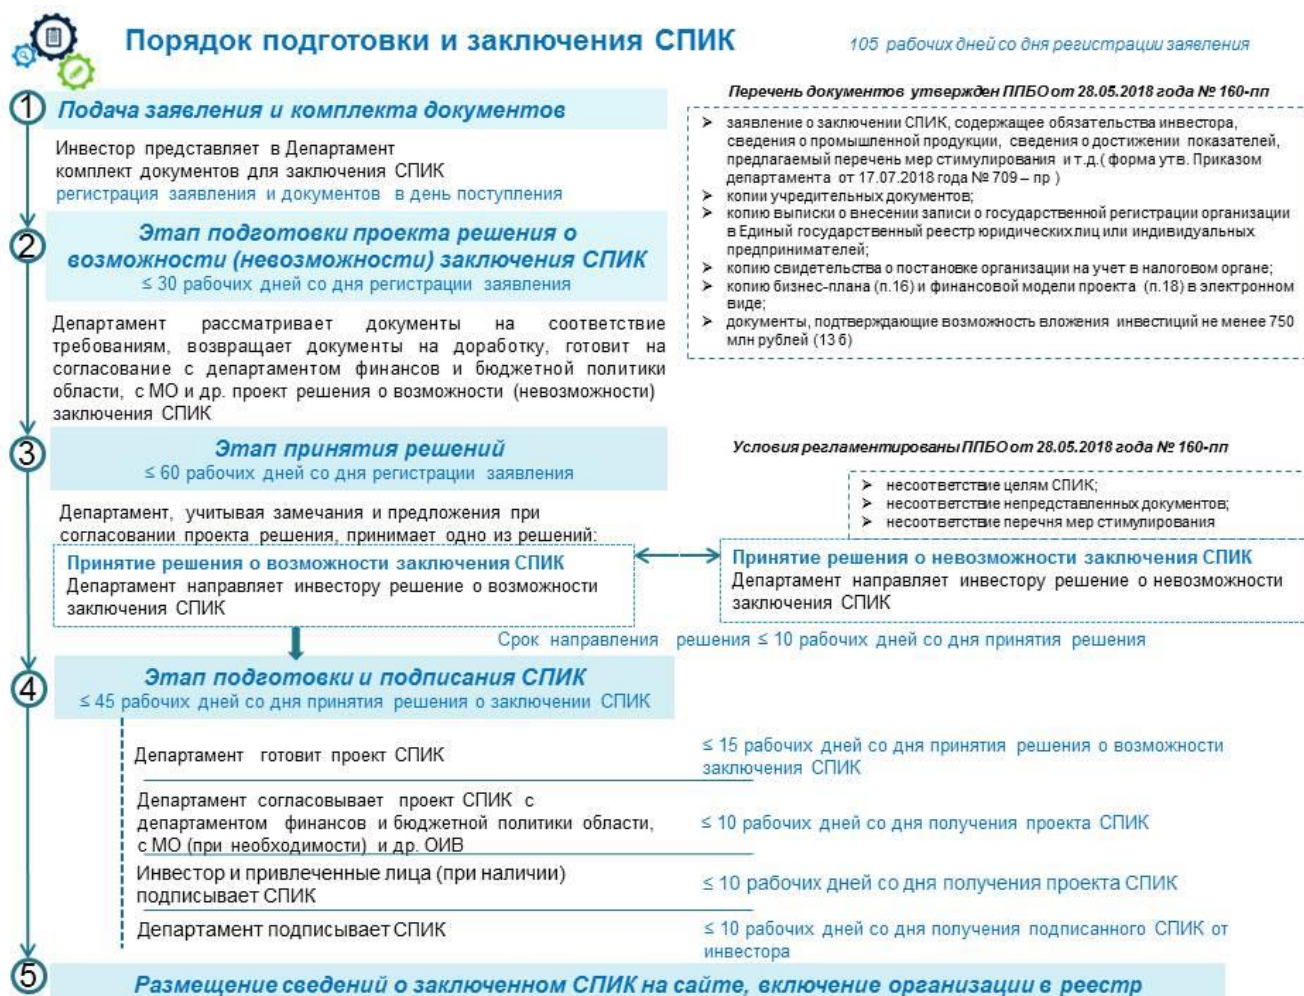 Порядок подготовки и заключения СПИК
105 рабочих дней со дня регистрации заявления
1
Подача заявления и комплекта документов
Инвестор представляет в Департамент
комплект документов для заключения СПИК
регистрация заявления и документов в день поступления
Перечень документов утвержден ППБО от 28.05.2018 года № 160-пп
➢ заявление о заключении СПИК, содержащее обязательства инвестора,
сведения о промышленной продукции, сведения о достижении показателей,
предлагаемый перечень мер стимулирования и т.д.( форма утв. Приказом
департамента от 17.07.2018 года № 709 – пр )
➢ копии учредительных документов;
➢ копию выписки о внесении записи о государственной регистрации организации
в Единый государственный реестр юридических лиц или индивидуальных
предпринимателей;
➢ копию свидетельства о постановке организации на учет в налоговом органе;
➢ копию бизнес-плана (п.16) и финансовой модели проекта (п.18) в электронном
виде;
➢ документы, подтверждающие возможность вложения инвестиций не менее 750
млн рублей (13 б)
2
Этап подготовки проекта решения о
возможности (невозможности) заключения СПИК
≤ 30 рабочих дней со дня регистрации заявления
Департамент рассматривает документы на соответствие
требованиям, возвращает документы на доработку, готовит на
согласование с департаментом финансов и бюджетной политики
области, с МО и др. проект решения о возможности (невозможности)
заключения СПИК
3
Этап принятия решений
≤ 60 рабочих дней со дня регистрации заявления
Департамент, учитывая замечания и предложения при
согласовании проекта решения, принимает одно из решений:
Условия регламентированы ППБО от 28.05.2018 года № 160-пп
➢ несоответствие целям СПИК;
➢ несоответствие непредставленных документов;
➢ несоответствие перечня мер стимулирования
Принятие решения о возможности заключения СПИК
Департамент направляет инвестору решение о возможности
заключения СПИК
Принятие решения о невозможности заключения СПИК
Департамент направляет инвестору решение о невозможности
заключения СПИК
Срок направления решения ≤ 10 рабочих дней со дня принятия решения
4
Этап подготовки и подписания СПИК
≤ 45 рабочих дней со дня принятия решения о заключении СПИК
Департамент готовит проект СПИК
≤ 15 рабочих дней со дня принятия решения о возможности
заключения СПИК
Департамент согласовывает проект СПИК с
департаментом финансов и бюджетной политики области,
с МО (при необходимости) и др. ОИВ
≤ 10 рабочих дней со дня получения проекта СПИК
Инвестор и привлеченные лица (при наличии)
подписывает СПИК
≤ 10 рабочих дней со дня получения проекта СПИК
Департамент подписывает СПИК
≤ 10 рабочих дней со дня получения подписанного СПИК от
инвестора
5
Размещение сведений о заключенном СПИК на сайте, включение организации в реестр